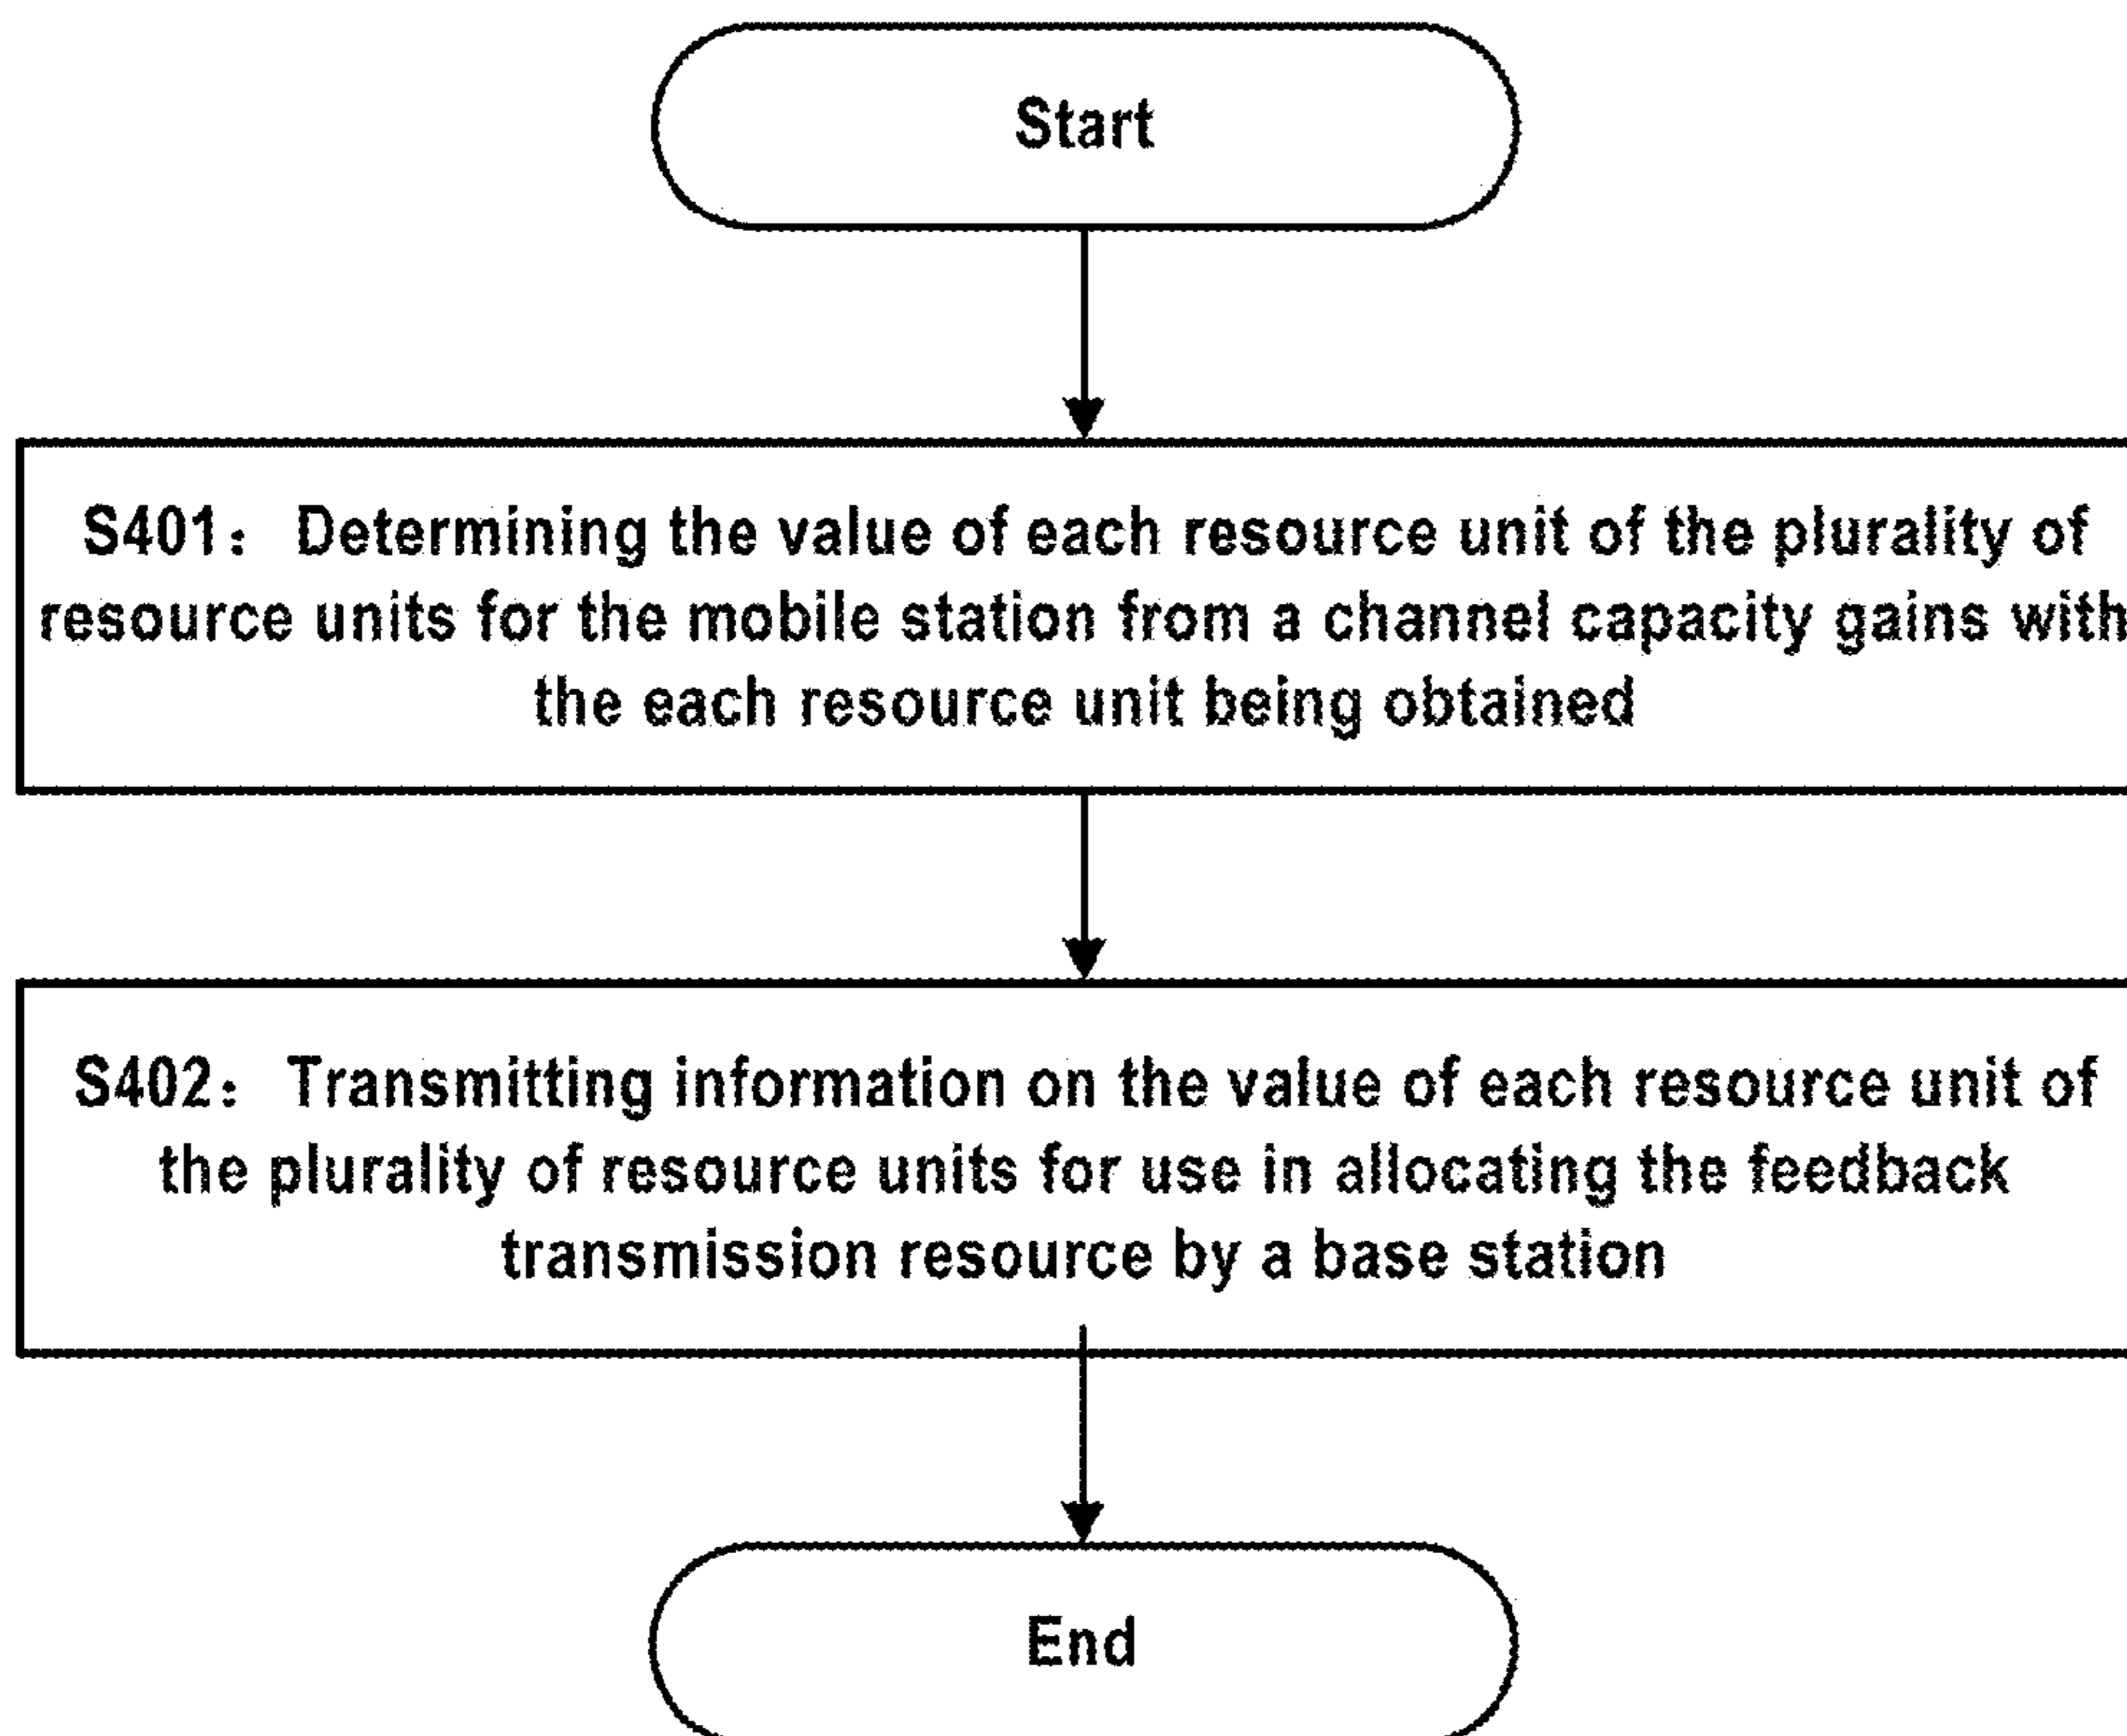 Start
S401: Determining the value of each resource unit of the plurality of
resource units for the mobile station from a channel capacity gains with
the each resource unit being obtained
S402: Transmitting information on the value of each resource unit of
the plurality of resource units for use in allocating the feedback
transmission resource by a base station
End